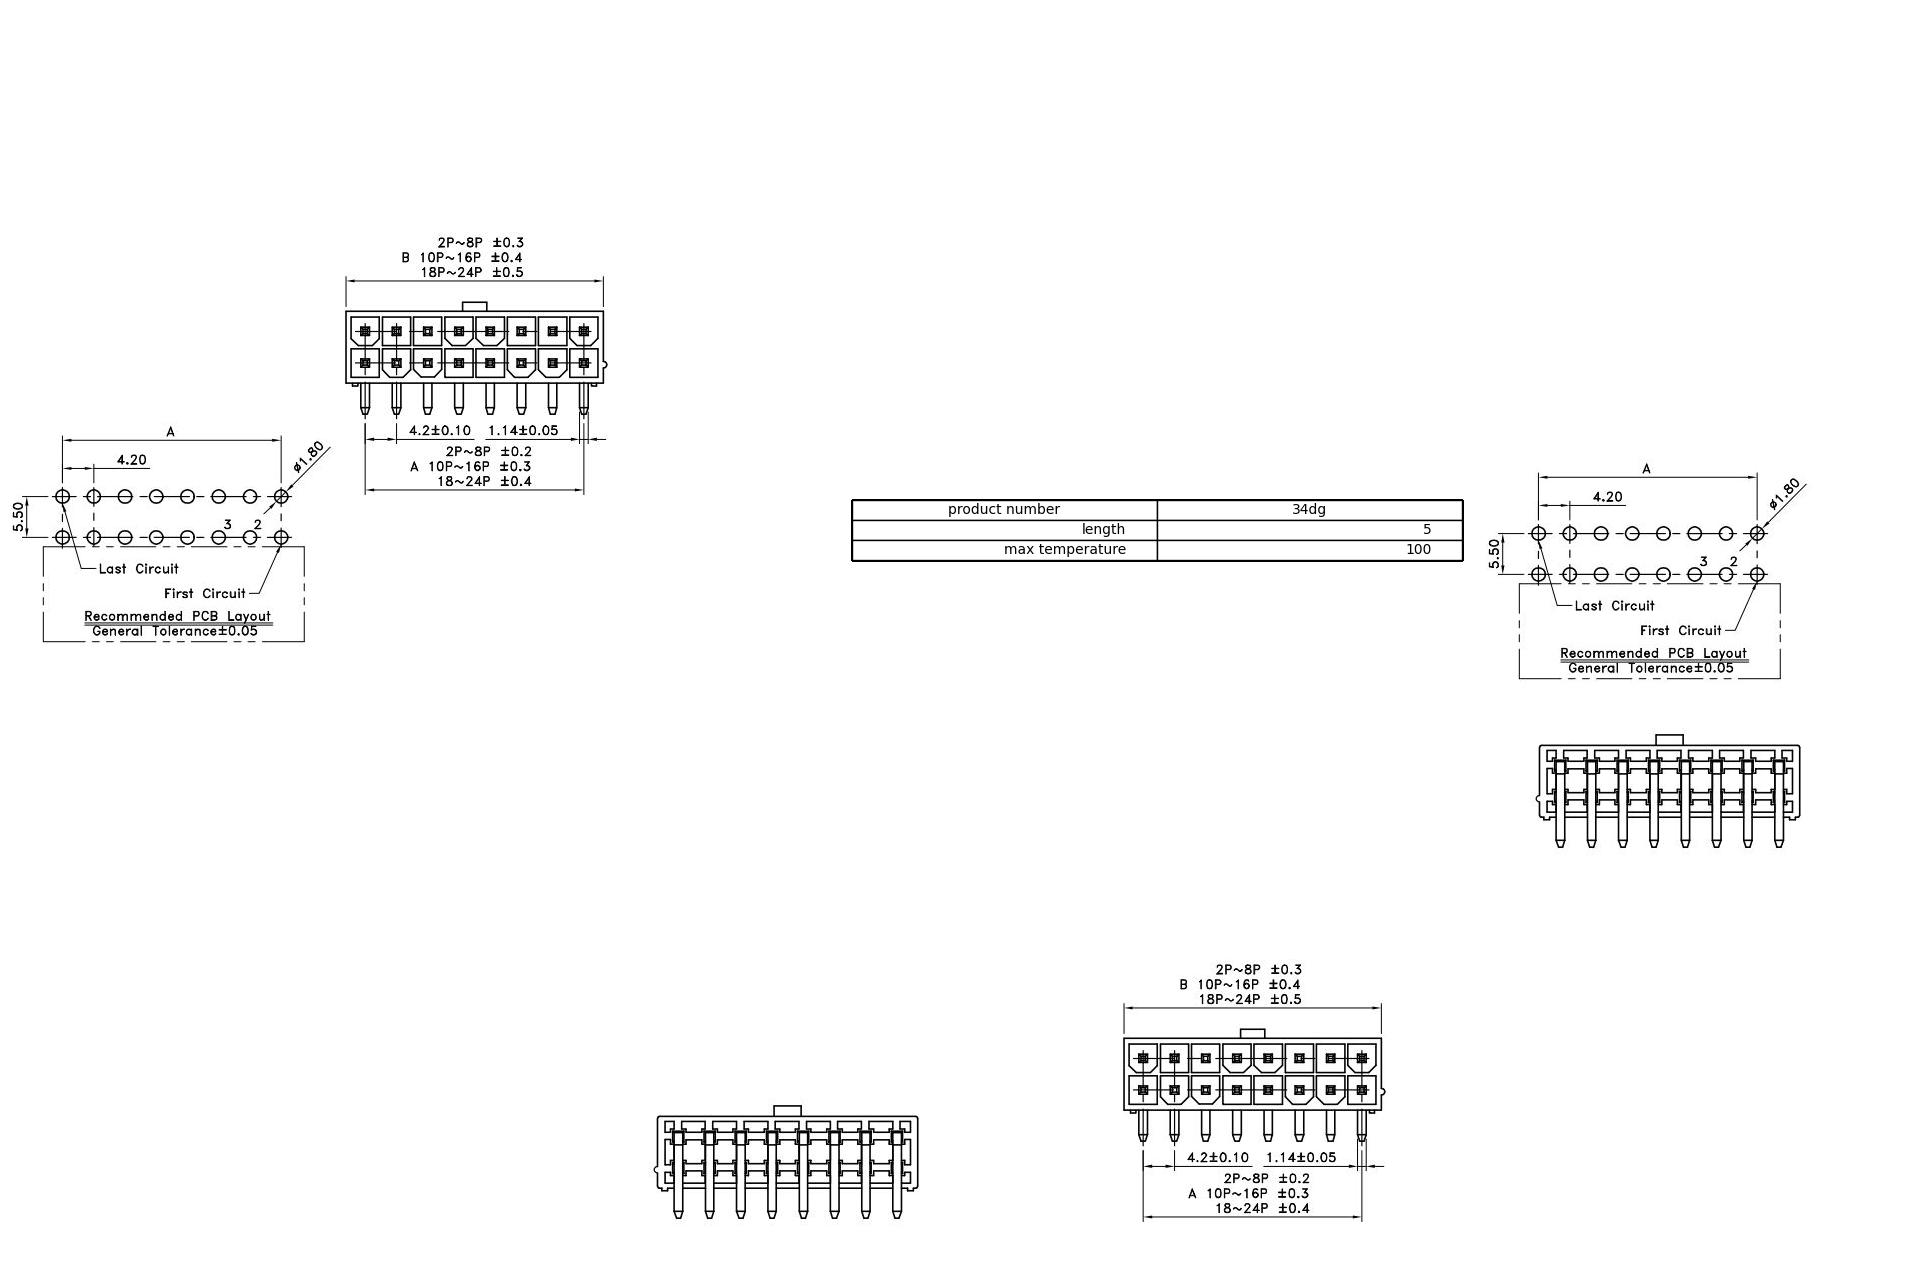 2P~8P ±0.3
B 10P~16P ±0.4
18P~24P ±0.5
4.2±0.10 1.14±0.05
2P~8P ±0.2
A 10P~16P ±0.3
18~24P ±0.4
A
4.20
ø1.80
5.50
3 2
Last Circuit
First Circuit
Recommended PCB Layout
General Tolerance±0.05
product number 34dg
length 5
max temperature 100
A
4.20
ø1.80
5.50
3 2
Last Circuit
First Circuit
Recommended PCB Layout
General Tolerance±0.05
2P~8P ±0.3
B 10P~16P ±0.4
18P~24P ±0.5
4.2±0.10 1.14±0.05
2P~8P ±0.2
A 10P~16P ±0.3
18~24P ±0.4